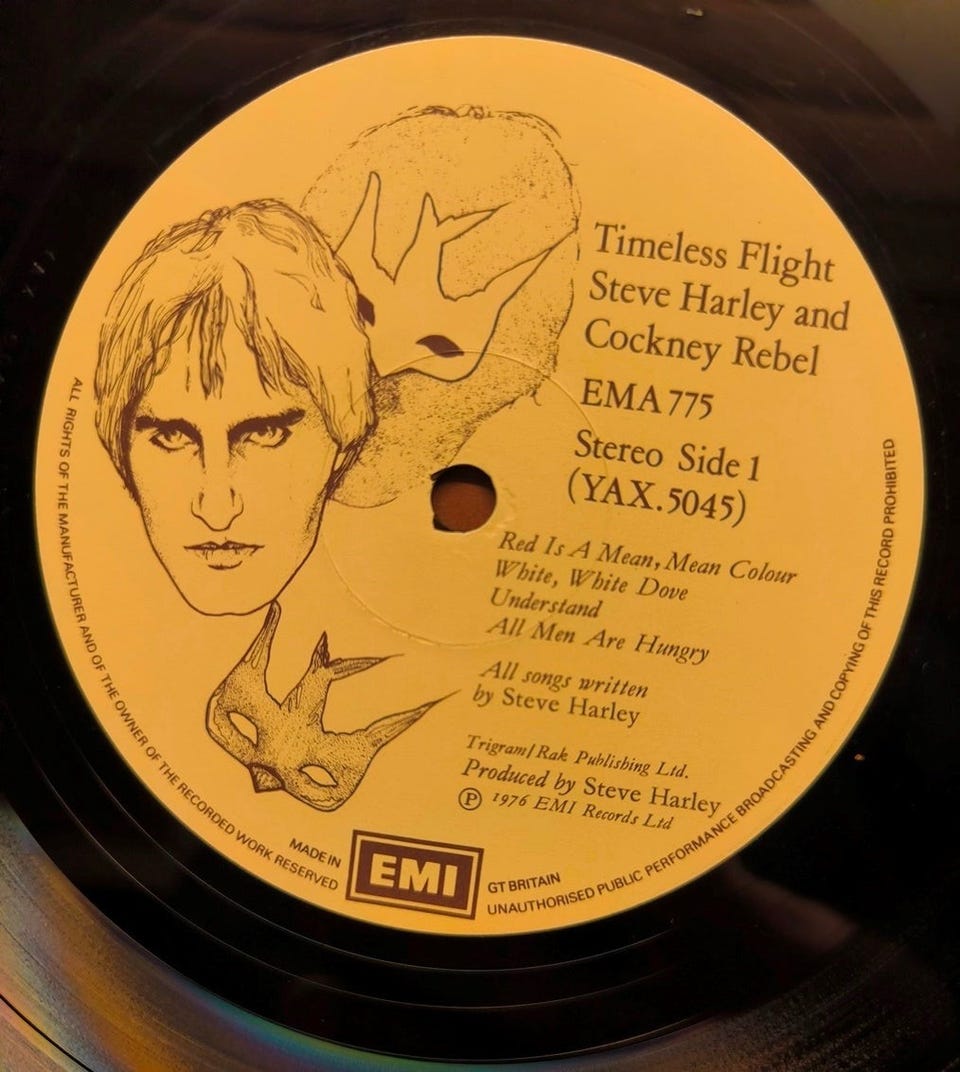 Timeless Flight
Steve Harley and
Cockney Rebel
EMA 775
Stereo Side 1
(YAX.5045)
Red Is A Mean, Mean Colour
White, White Dove
Understand
All Men Are Hungry
All songs written
by Steve Harley
Trigram/Rak Publishing Ltd.
Produced by Steve Harley
Ⓟ 1976 EMI Records Ltd
ALL RIGHTS OF THE MANUFACTURER AND OF THE OWNER OF THE RECORDED WORK RESERVED
MADE IN
EMI
GT BRITAIN
UNAUTHORISED PUBLIC PERFORMANCE BROADCASTING AND COPYING OF THIS RECORD PROHIBITED